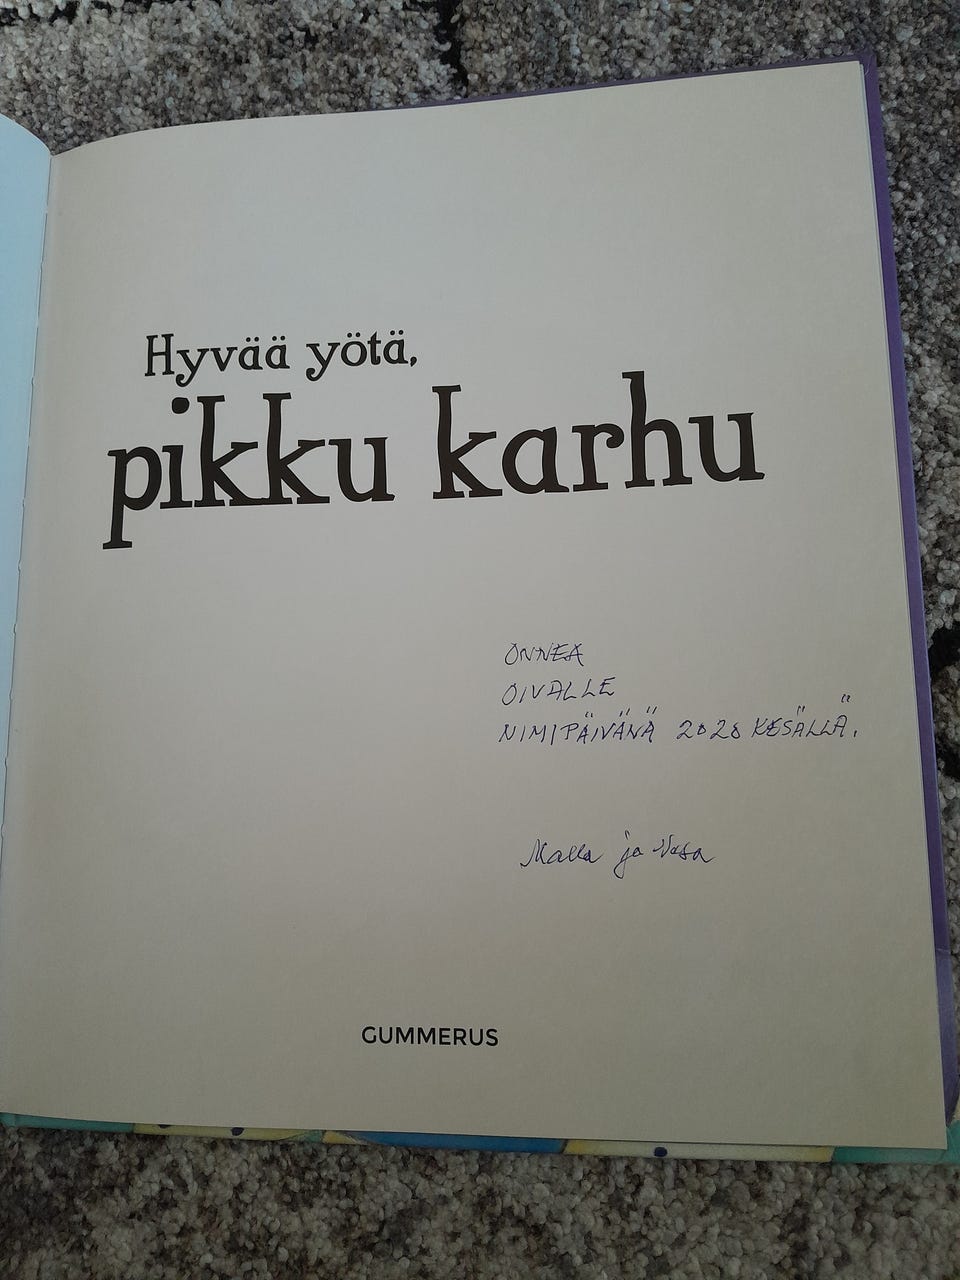 Hyvää yötä,
pikku karhu
ONNEA
OIVALLE
NIMIPÄIVÄNÄ 2020 KESÄLLÄ.
Malla ja Vesa
GUMMERUS